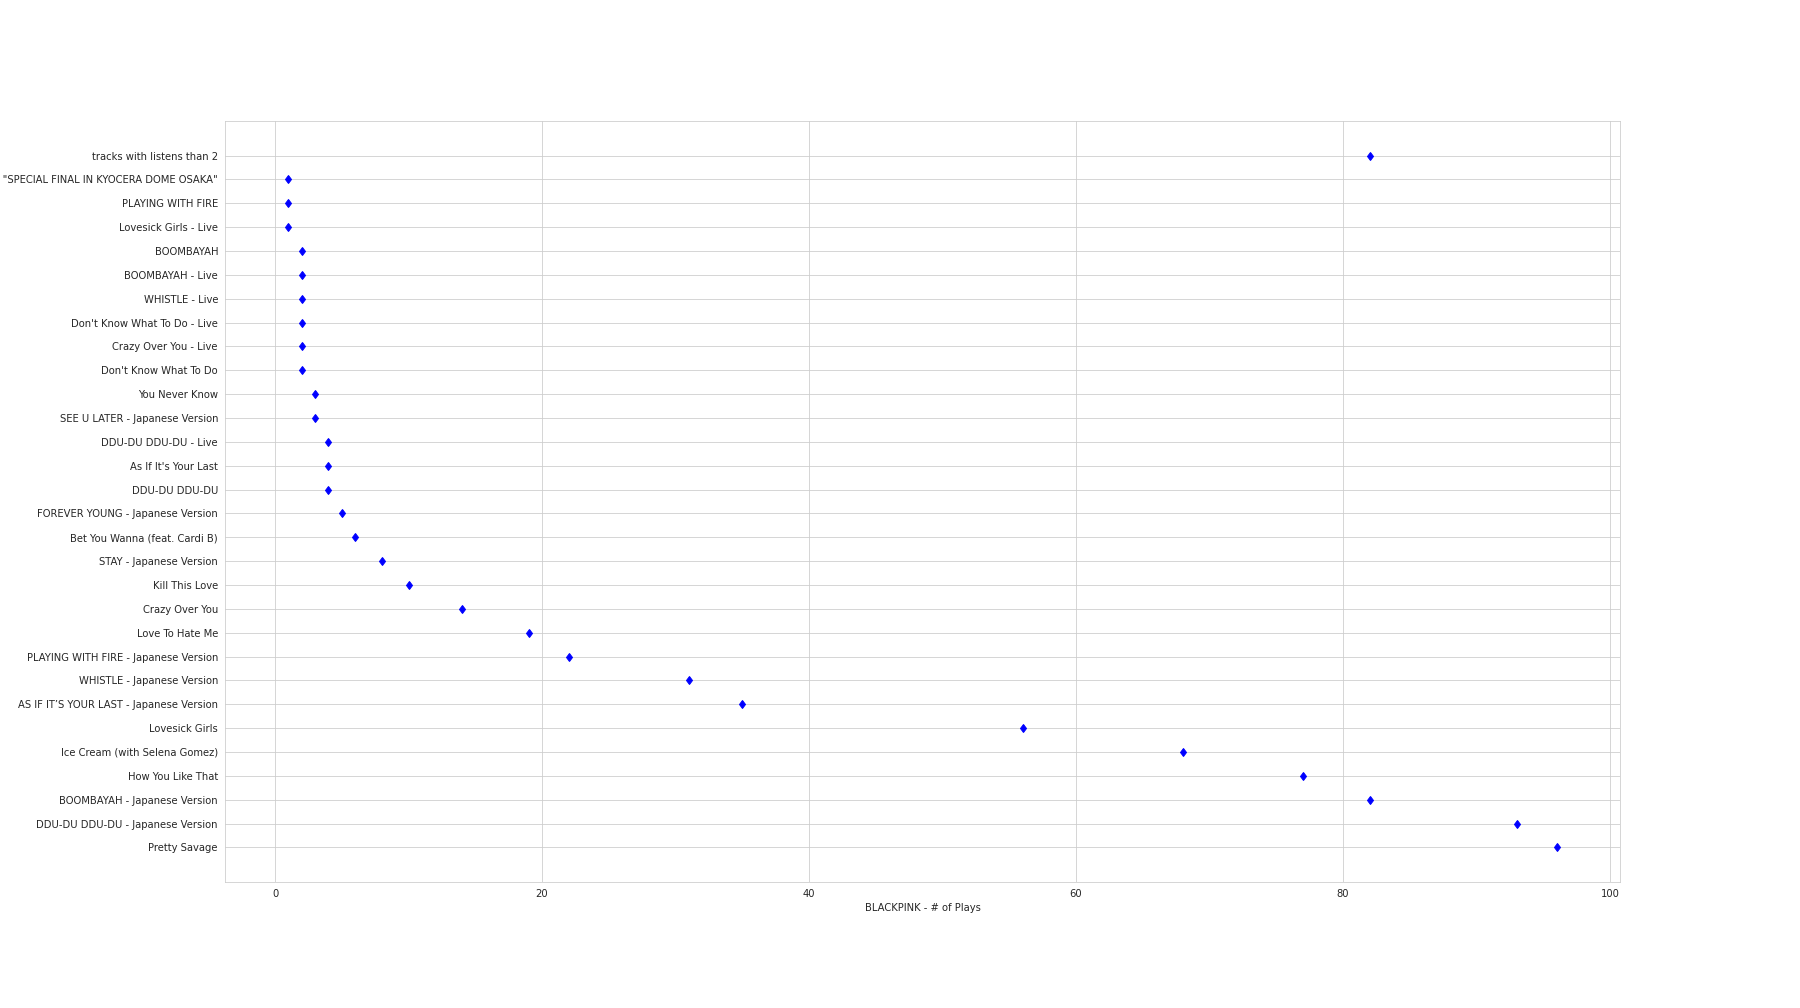 tracks with listens than 2
"SPECIAL FINAL IN KYOCERA DOME OSAKA"
PLAYING WITH FIRE
Lovesick Girls - Live
BOOMBAYAH
BOOMBAYAH - Live
WHISTLE - Live
Don't Know What To Do - Live
Crazy Over You - Live
Don't Know What To Do
You Never Know
SEE U LATER - Japanese Version
DDU-DU DDU-DU - Live
As If It's Your Last
DDU-DU DDU-DU
FOREVER YOUNG - Japanese Version
Bet You Wanna (feat. Cardi B)
STAY - Japanese Version
Kill This Love
Crazy Over You
Love To Hate Me
PLAYING WITH FIRE - Japanese Version
WHISTLE - Japanese Version
AS IF IT’S YOUR LAST - Japanese Version
Lovesick Girls
Ice Cream (with Selena Gomez)
How You Like That
BOOMBAYAH - Japanese Version
DDU-DU DDU-DU - Japanese Version
Pretty Savage
0 20 40 60 80 100
BLACKPINK - # of Plays